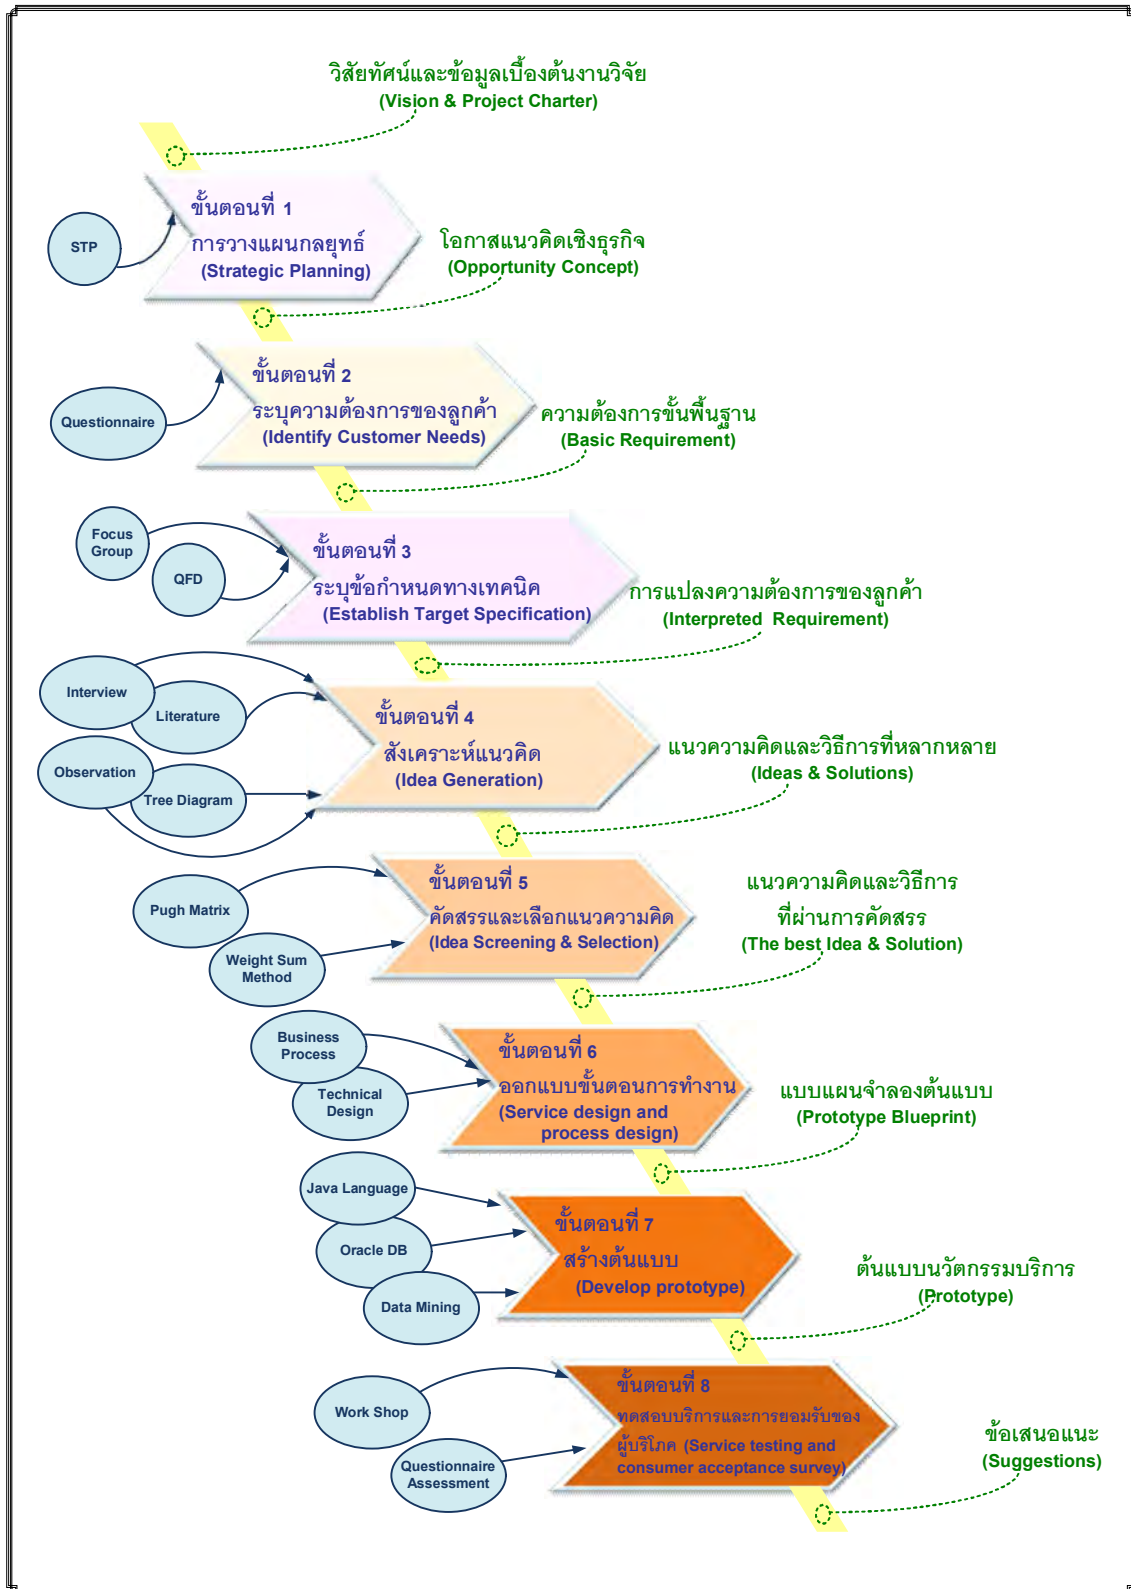 วิสัยทัศน์และข้อมูลเบื้องต้นงานวิจัย
(Vision & Project Charter)
ขั้นตอนที่ 1
การวางแผนกลยุทธ์
(Strategic Planning)
STP
โอกาสแนวคิดเชิงธุรกิจ
(Opportunity Concept)
ขั้นตอนที่ 2
ระบุความต้องการของลูกค้า
(Identify Customer Needs)
Questionnaire
ความต้องการขั้นพื้นฐาน
(Basic Requirement)
Focus
Group
QFD
ขั้นตอนที่ 3
ระบุข้อกำหนดทางเทคนิค
(Establish Target Specification)
การแปลงความต้องการของลูกค้า
(Interpreted Requirement)
Interview
Literature
Observation
Tree Diagram
ขั้นตอนที่ 4
สังเคราะห์แนวคิด
(Idea Generation)
แนวความคิดและวิธีการที่หลากหลาย
(Ideas & Solutions)
Pugh Matrix
Weight Sum
Method
ขั้นตอนที่ 5
คัดสรรและเลือกแนวความคิด
(Idea Screening & Selection)
แนวความคิดและวิธีการ
ที่ผ่านการคัดสรร
(The best Idea & Solution)
Business
Process
Technical
Design
ขั้นตอนที่ 6
ออกแบบขั้นตอนการทำงาน
(Service design and
process design)
แบบแผนจำลองต้นแบบ
(Prototype Blueprint)
Java Language
Oracle DB
Data Mining
ขั้นตอนที่ 7
สร้างต้นแบบ
(Develop prototype)
ต้นแบบนวัตกรรมบริการ
(Prototype)
Work Shop
Questionnaire
Assessment
ขั้นตอนที่ 8
ทดสอบบริการและการยอมรับของ
ผู้บริโภค (Service testing and
consumer acceptance survey)
ข้อเสนอแนะ
(Suggestions)